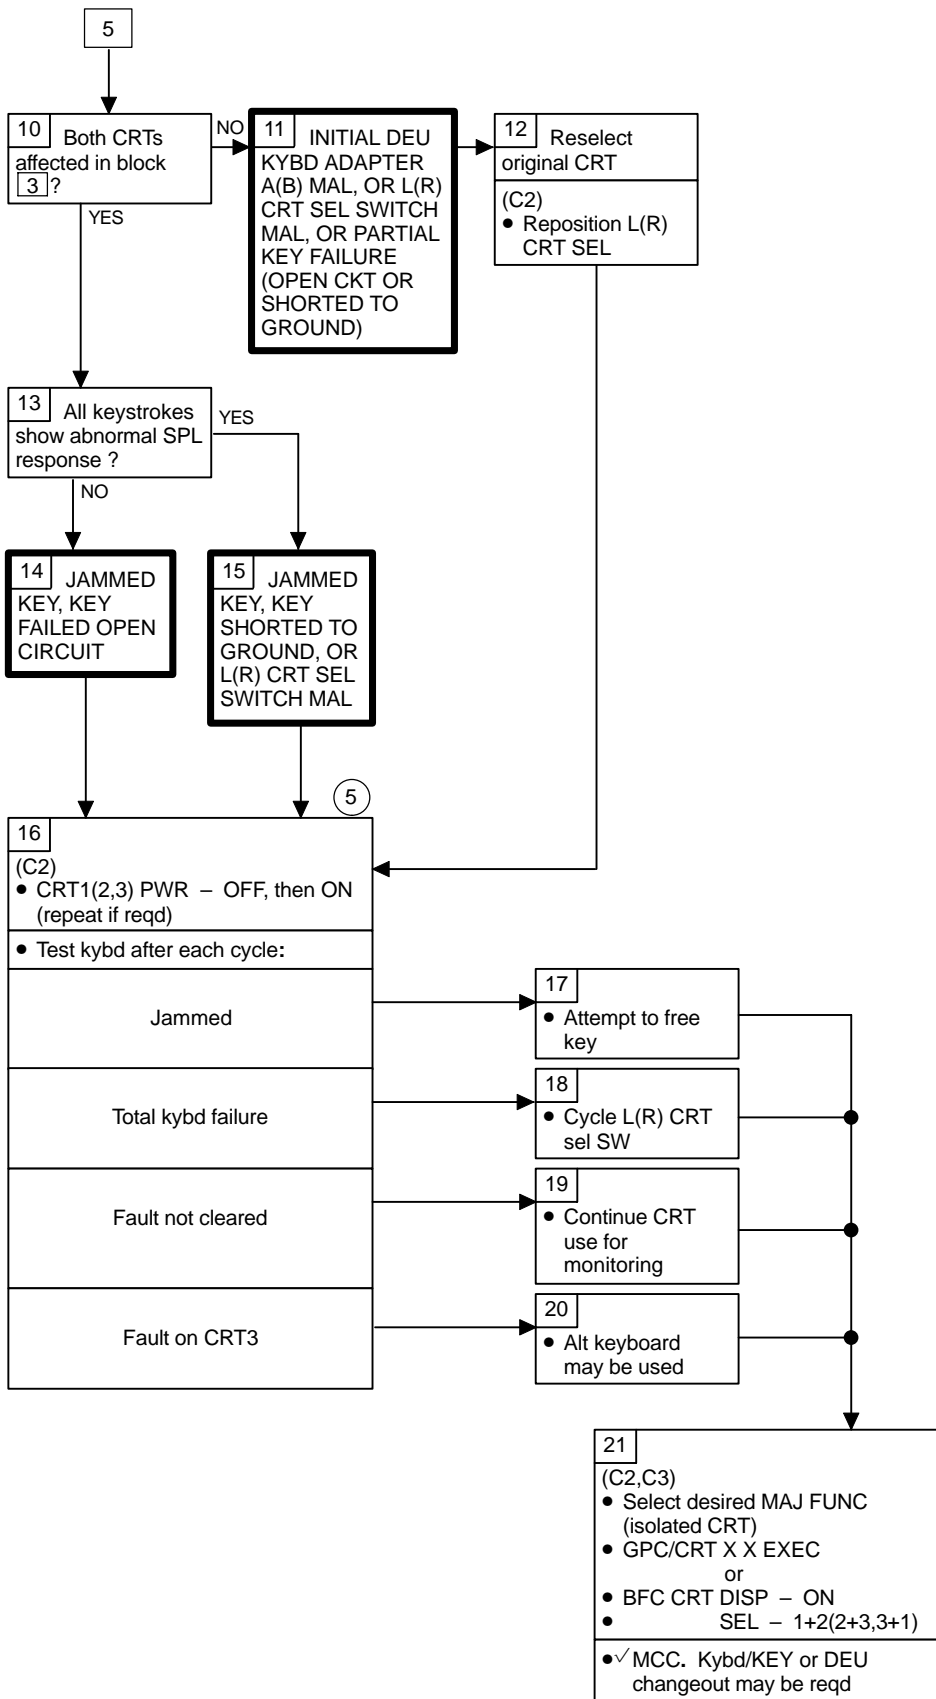 5
10 Both CRTs
affected in block
3 ?
NO
YES
11 INITIAL DEU
KYBD ADAPTER
A(B) MAL, OR L(R)
CRT SEL SWITCH
MAL, OR PARTIAL
KEY FAILURE
(OPEN CKT OR
SHORTED TO
GROUND)
12 Reselect
original CRT
(C2)
• Reposition L(R)
CRT SEL
13 All keystrokes
show abnormal SPL
response ?
YES
NO
14 JAMMED
KEY, KEY
FAILED OPEN
CIRCUIT
15 JAMMED
KEY, KEY
SHORTED TO
GROUND, OR
L(R) CRT SEL
SWITCH MAL
5
16
(C2)
• CRT1(2,3) PWR – OFF, then ON
(repeat if reqd)
• Test kybd after each cycle:
Jammed
17
• Attempt to free
key
Total kybd failure
18
• Cycle L(R) CRT
sel SW
Fault not cleared
19
• Continue CRT
use for
monitoring
Fault on CRT3
20
• Alt keyboard
may be used
21
(C2,C3)
• Select desired MAJ FUNC
(isolated CRT)
• GPC/CRT X X EXEC
or
• BFC CRT DISP – ON
• SEL – 1+2(2+3,3+1)
•√MCC. Kybd/KEY or DEU
changeout may be reqd